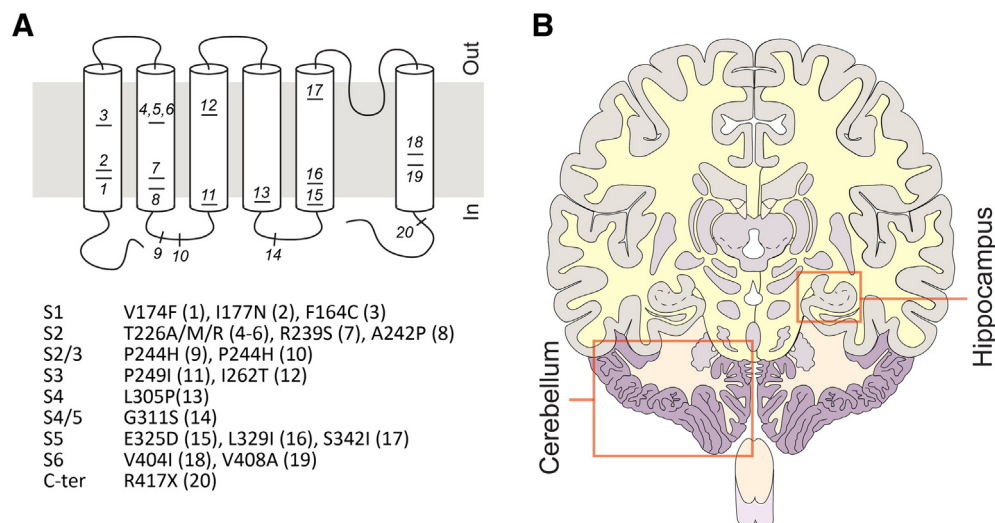 A
Out
3
4,5,6
12
17
2
1
7
8
11
13
16
15
18
19
In
9
10
14
20
S1 V174F (1), I177N (2), F164C (3)
S2 T226A/M/R (4-6), R239S (7), A242P (8)
S2/3 P244H (9), P244H (10)
S3 P249I (11), I262T (12)
S4 L305P(13)
S4/5 G311S (14)
S5 E325D (15), L329I (16), S342I (17)
S6 V404I (18), V408A (19)
C-ter R417X (20)
B
Cerebellum
Hippocampus